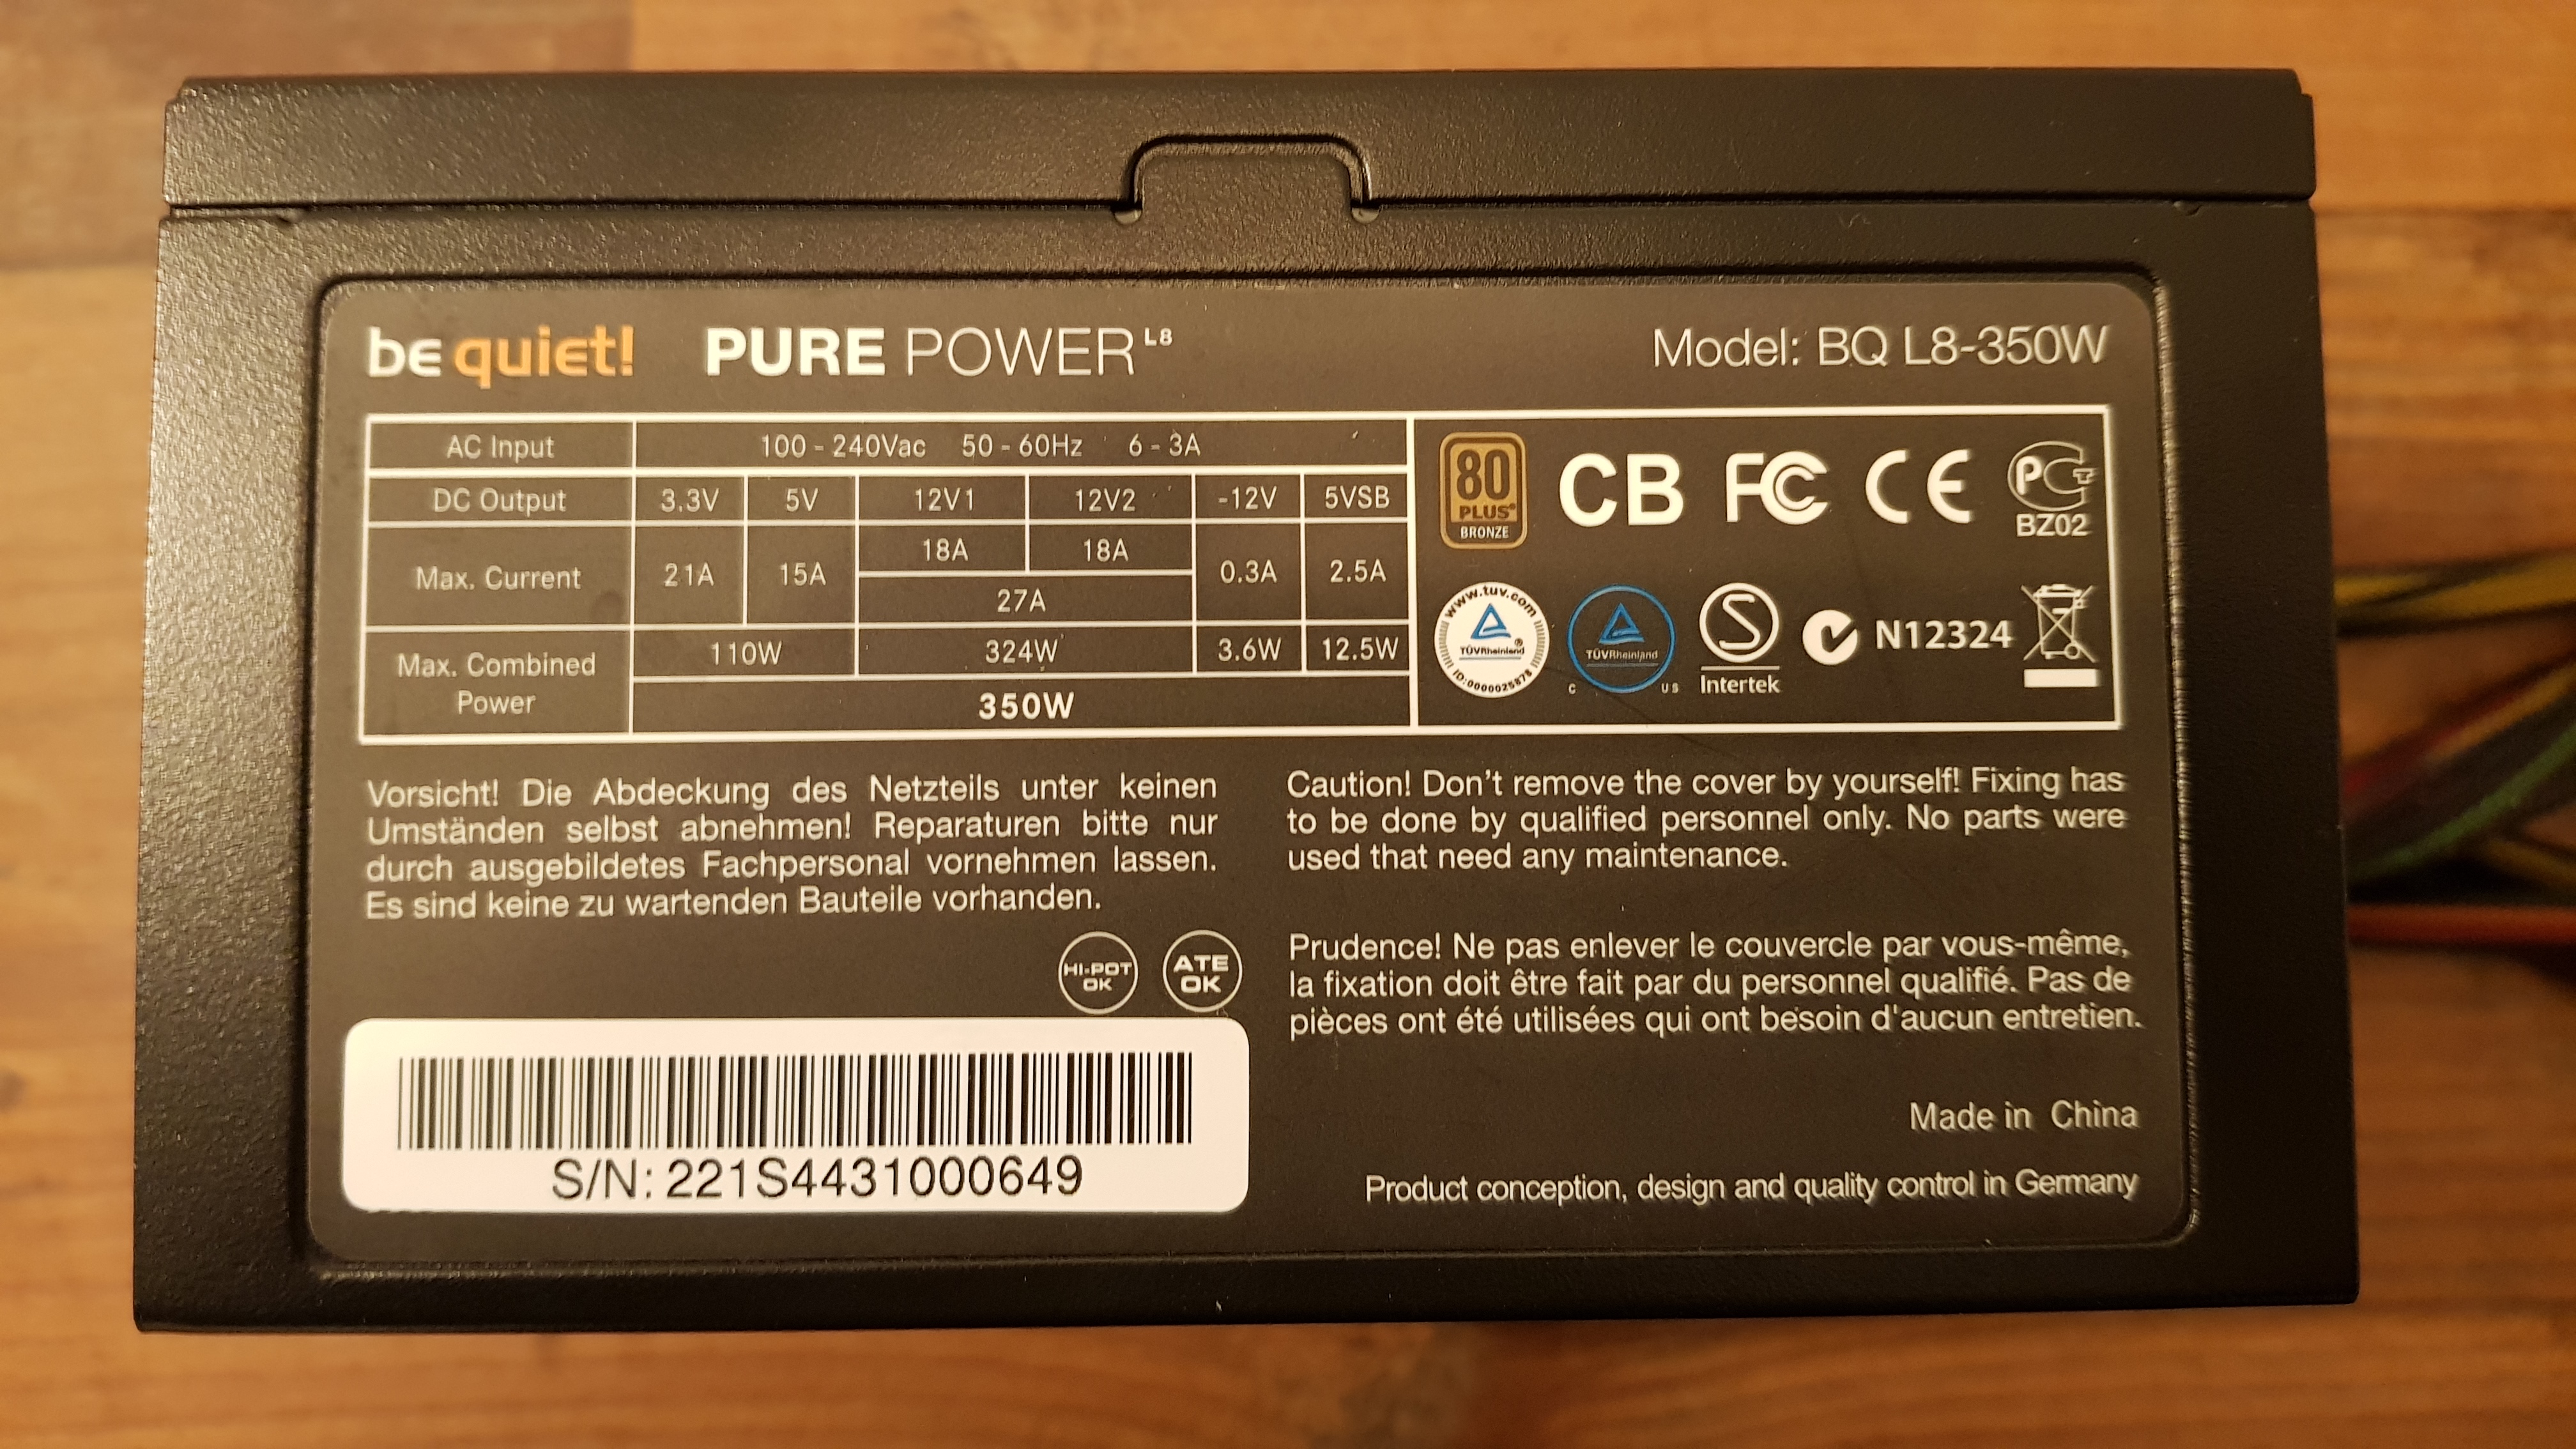 be quiet! PURE POWER L8
Model: BQ L8-350W
AC Input 100 - 240Vac 50 - 60Hz 6 - 3A
DC Output 3.3V 5V 12V1 12V2 -12V 5VSB
Max. Current 21A 15A 18A 18A 0.3A 2.5A
27A
Max. Combined Power 110W 324W 3.6W 12.5W
350W
80 PLUS® BRONZE
CB FC CE PCT
BZ02
www.tuv.com
TÜVRheinland ®
ID:0000025878
TÜVRheinland
C US
S
Intertek
N12324
Vorsicht! Die Abdeckung des Netzteils unter keinen
Umständen selbst abnehmen! Reparaturen bitte nur
durch ausgebildetes Fachpersonal vornehmen lassen.
Es sind keine zu wartenden Bauteile vorhanden.
HI-POT
OK
ATE
OK
S/N: 221S4431000649
Caution! Don't remove the cover by yourself! Fixing has
to be done by qualified personnel only. No parts were
used that need any maintenance.
Prudence! Ne pas enlever le couvercle par vous-même,
la fixation doit être fait par du personnel qualifié. Pas de
pièces ont été utilisées qui ont besoin d'aucun entretien.
Made in China
Product conception, design and quality control in Germany